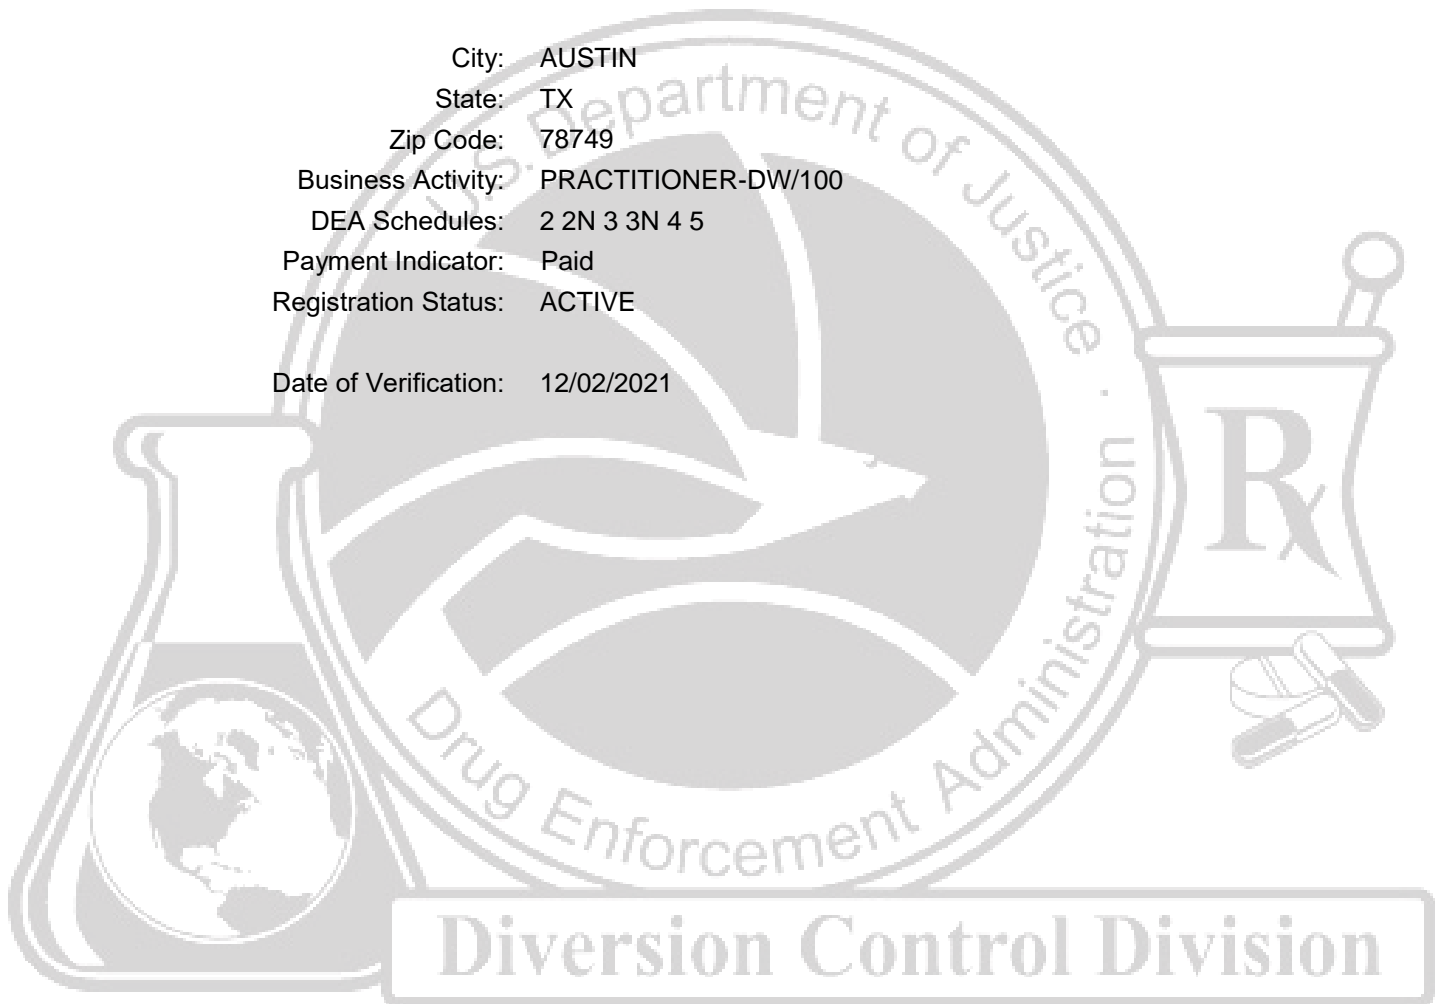 City: AUSTIN
State: TX
Zip Code: 78749
Business Activity: PRACTITIONER-DW/100
DEA Schedules: 2 2N 3 3N 4 5
Payment Indicator: Paid
Registration Status: ACTIVE
Date of Verification: 12/02/2021
U.S. Department of Justice ·
Drug Enforcement Administration
Rx
Diversion Control Division